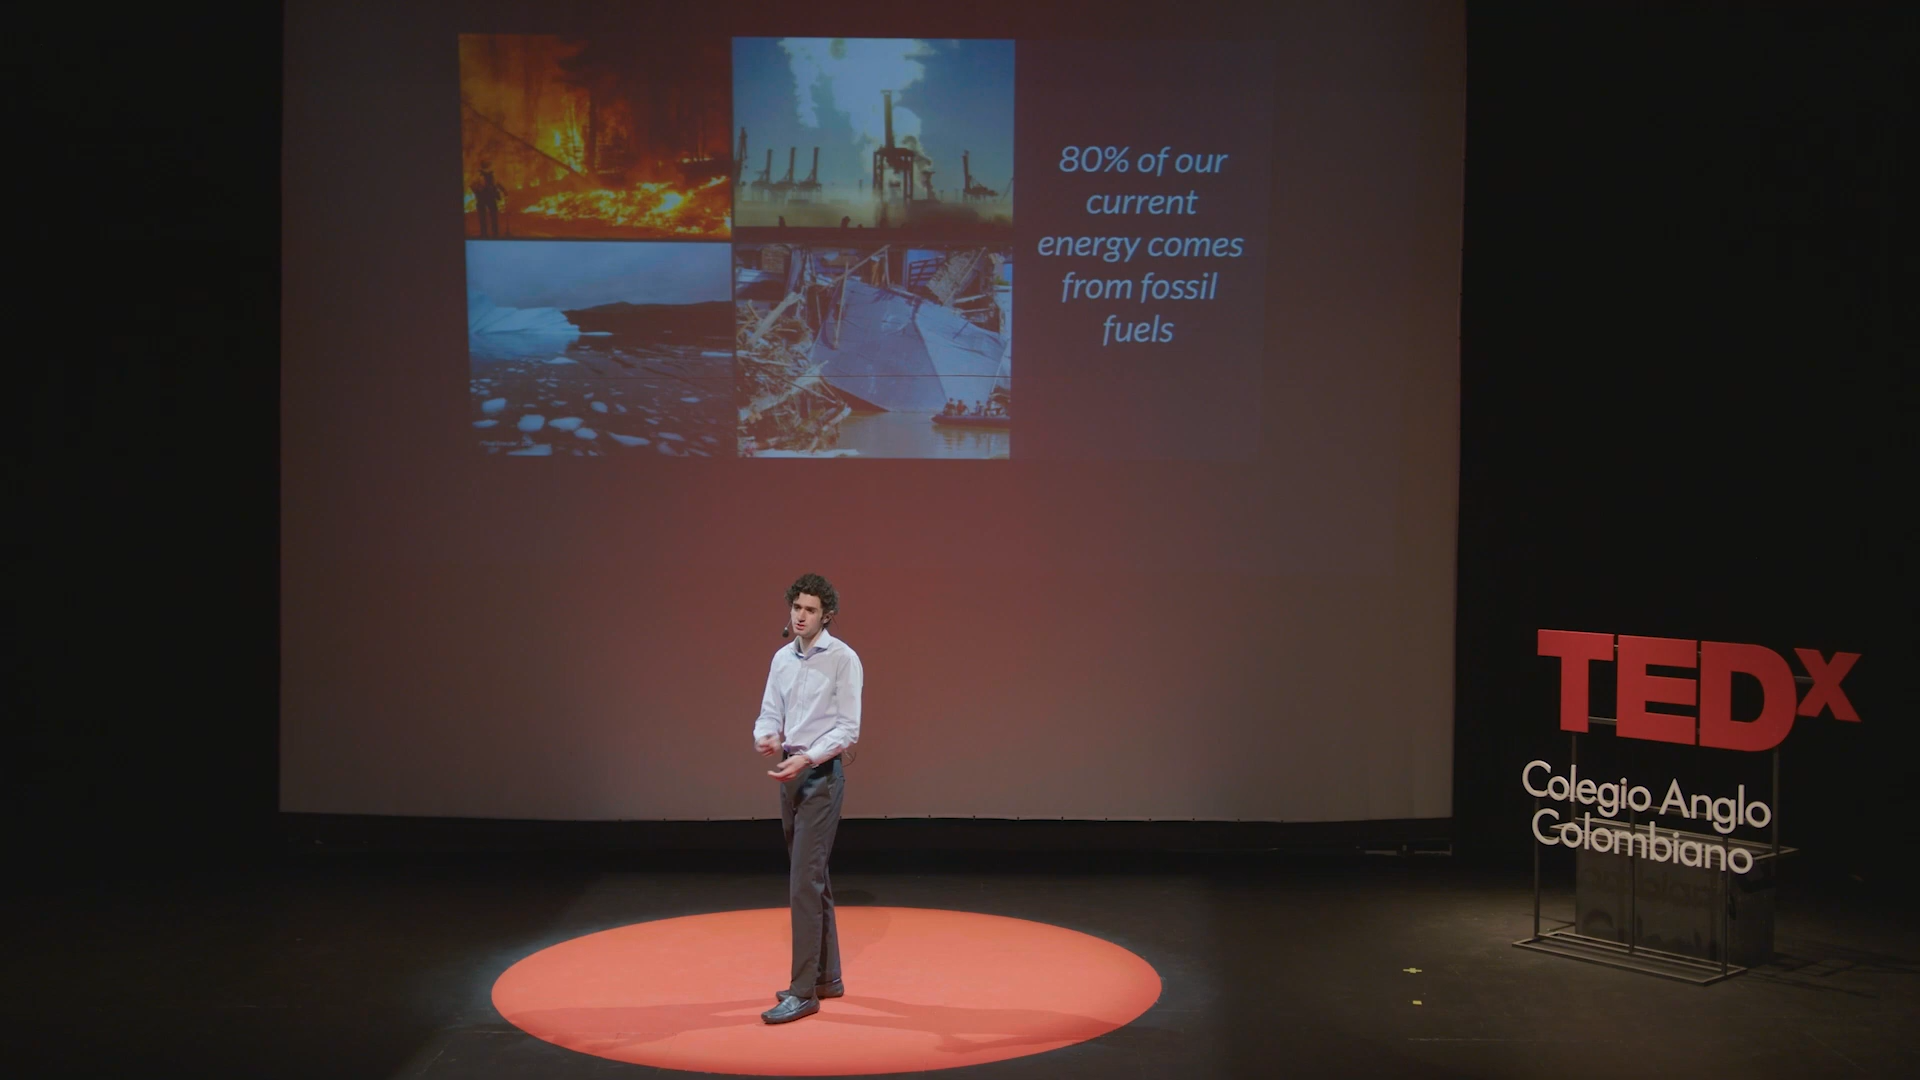 80% of our
current
energy comes
from fossil
fuels
TEDx
Colegio Anglo
Colombiano